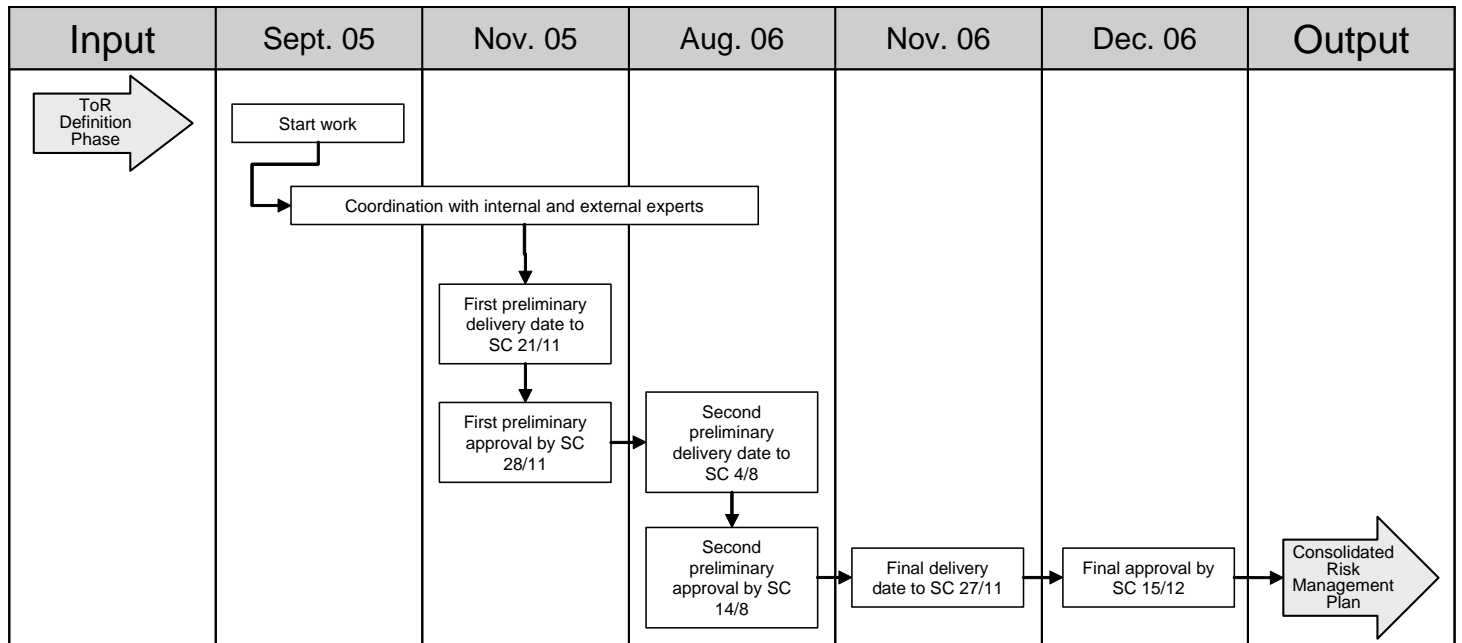 Input
Sept. 05
Nov. 05
Aug. 06
Nov. 06
Dec. 06
Output
ToR
Definition
Phase
Start work
Coordination with internal and external experts
First preliminary
delivery date to
SC 21/11
First preliminary
approval by SC
28/11
Second
preliminary
delivery date to
SC 4/8
Second
preliminary
approval by SC
14/8
Final delivery
date to SC 27/11
Final approval by
SC 15/12
Consolidated
Risk
Management
Plan